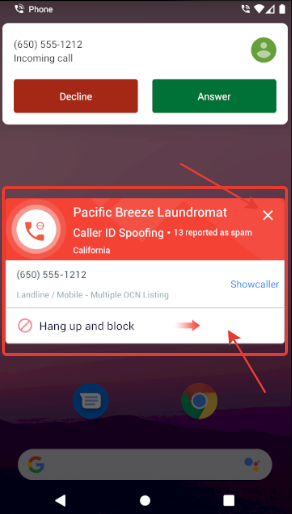 Phone
(650) 555-1212
Incoming call
Decline
Answer
Pacific Breeze Laundromat
Caller ID Spoofing • 13 reported as spam
California
(650) 555-1212
Showcaller
Landline / Mobile - Multiple OCN Listing
Hang up and block